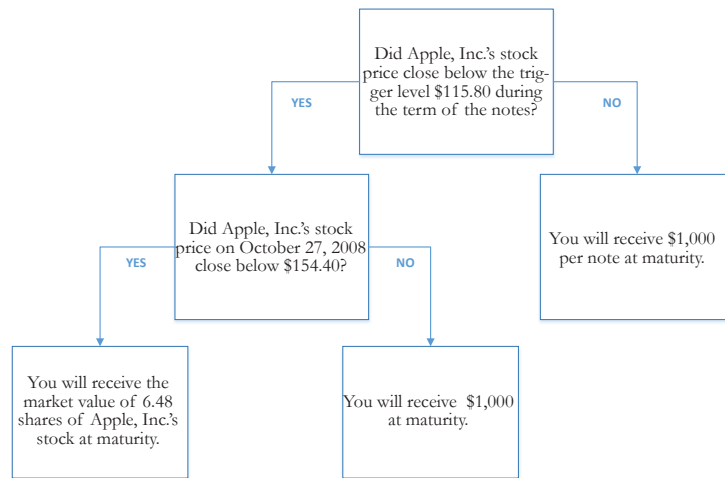 Did Apple, Inc.'s stock
price close below the trig-
ger level $115.80 during
the term of the notes?
YES
NO
Did Apple, Inc.'s stock
price on October 27, 2008
close below $154.40?
You will receive $1,000
per note at maturity.
YES
NO
You will receive the
market value of 6.48
shares of Apple, Inc.'s
stock at maturity.
You will receive $1,000
at maturity.